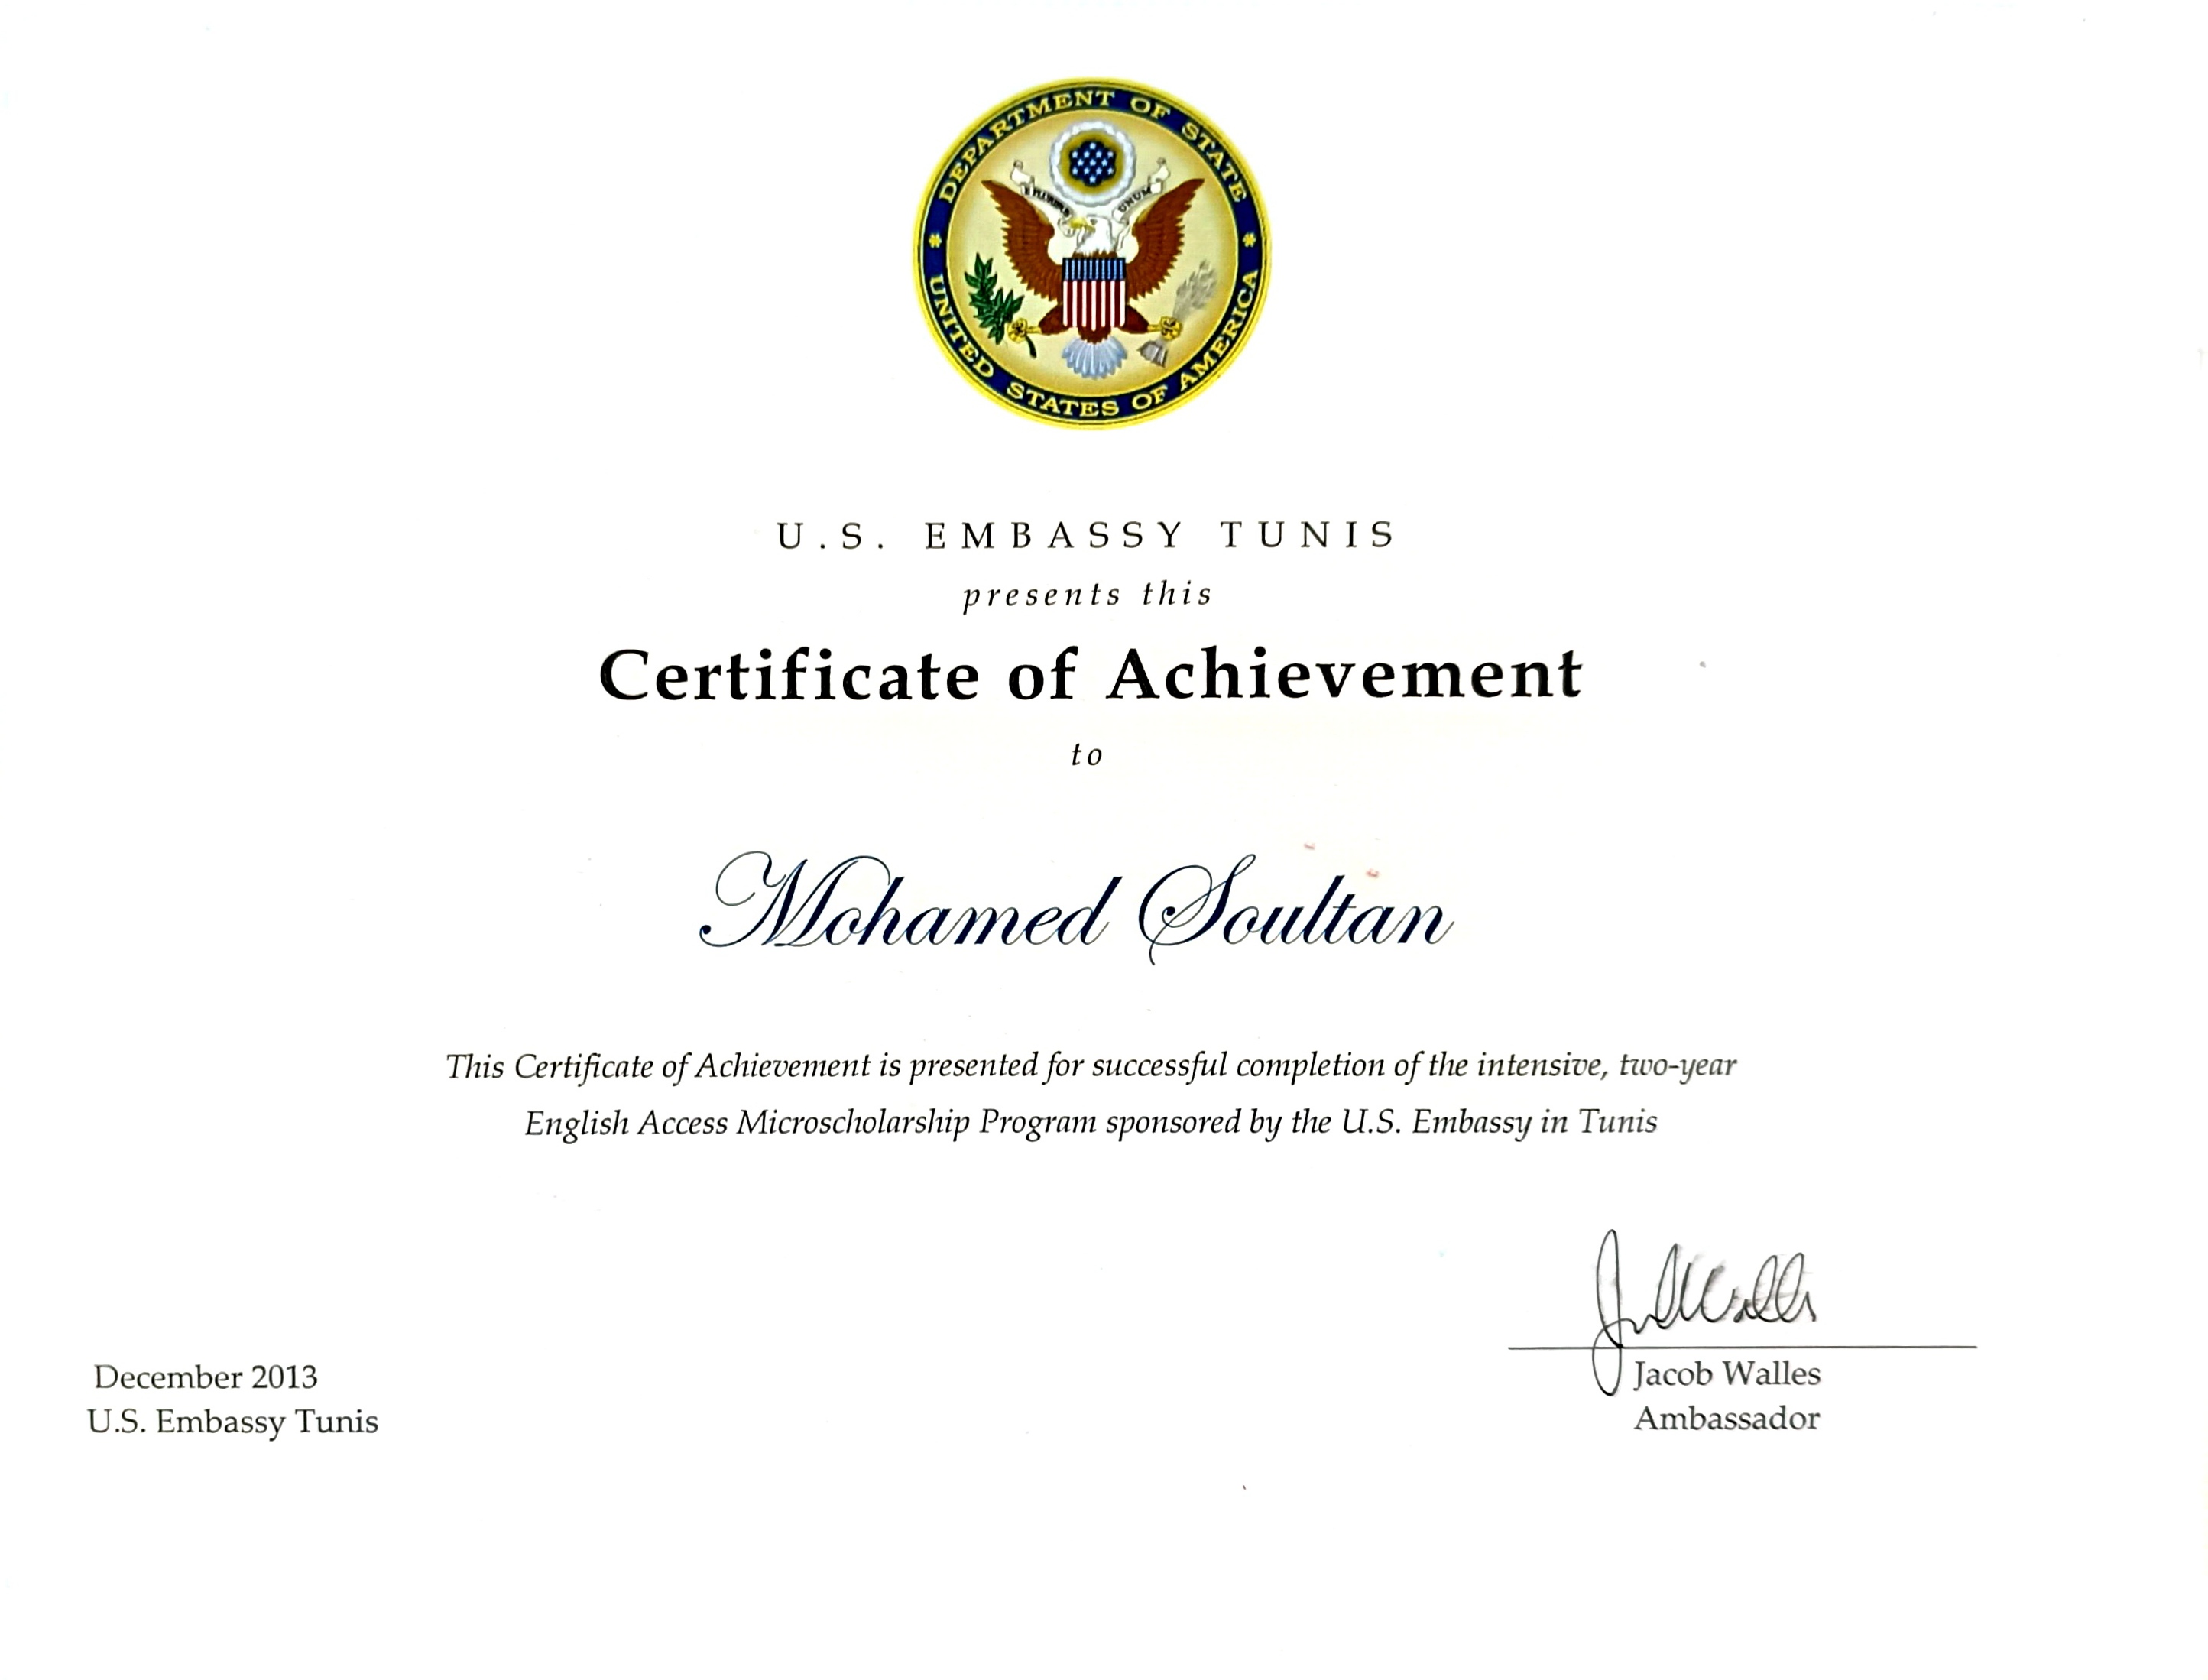 DEPARTMENT OF STATE
UNITED STATES OF AMERICA
E PLURIBUS UNUM
U.S. EMBASSY TUNIS
presents this
Certificate of Achievement
to
Mohamed Soultan
This Certificate of Achievement is presented for successful completion of the intensive, two-year
English Access Microscholarship Program sponsored by the U.S. Embassy in Tunis
December 2013
U.S. Embassy Tunis
Jacob Walles
Ambassador